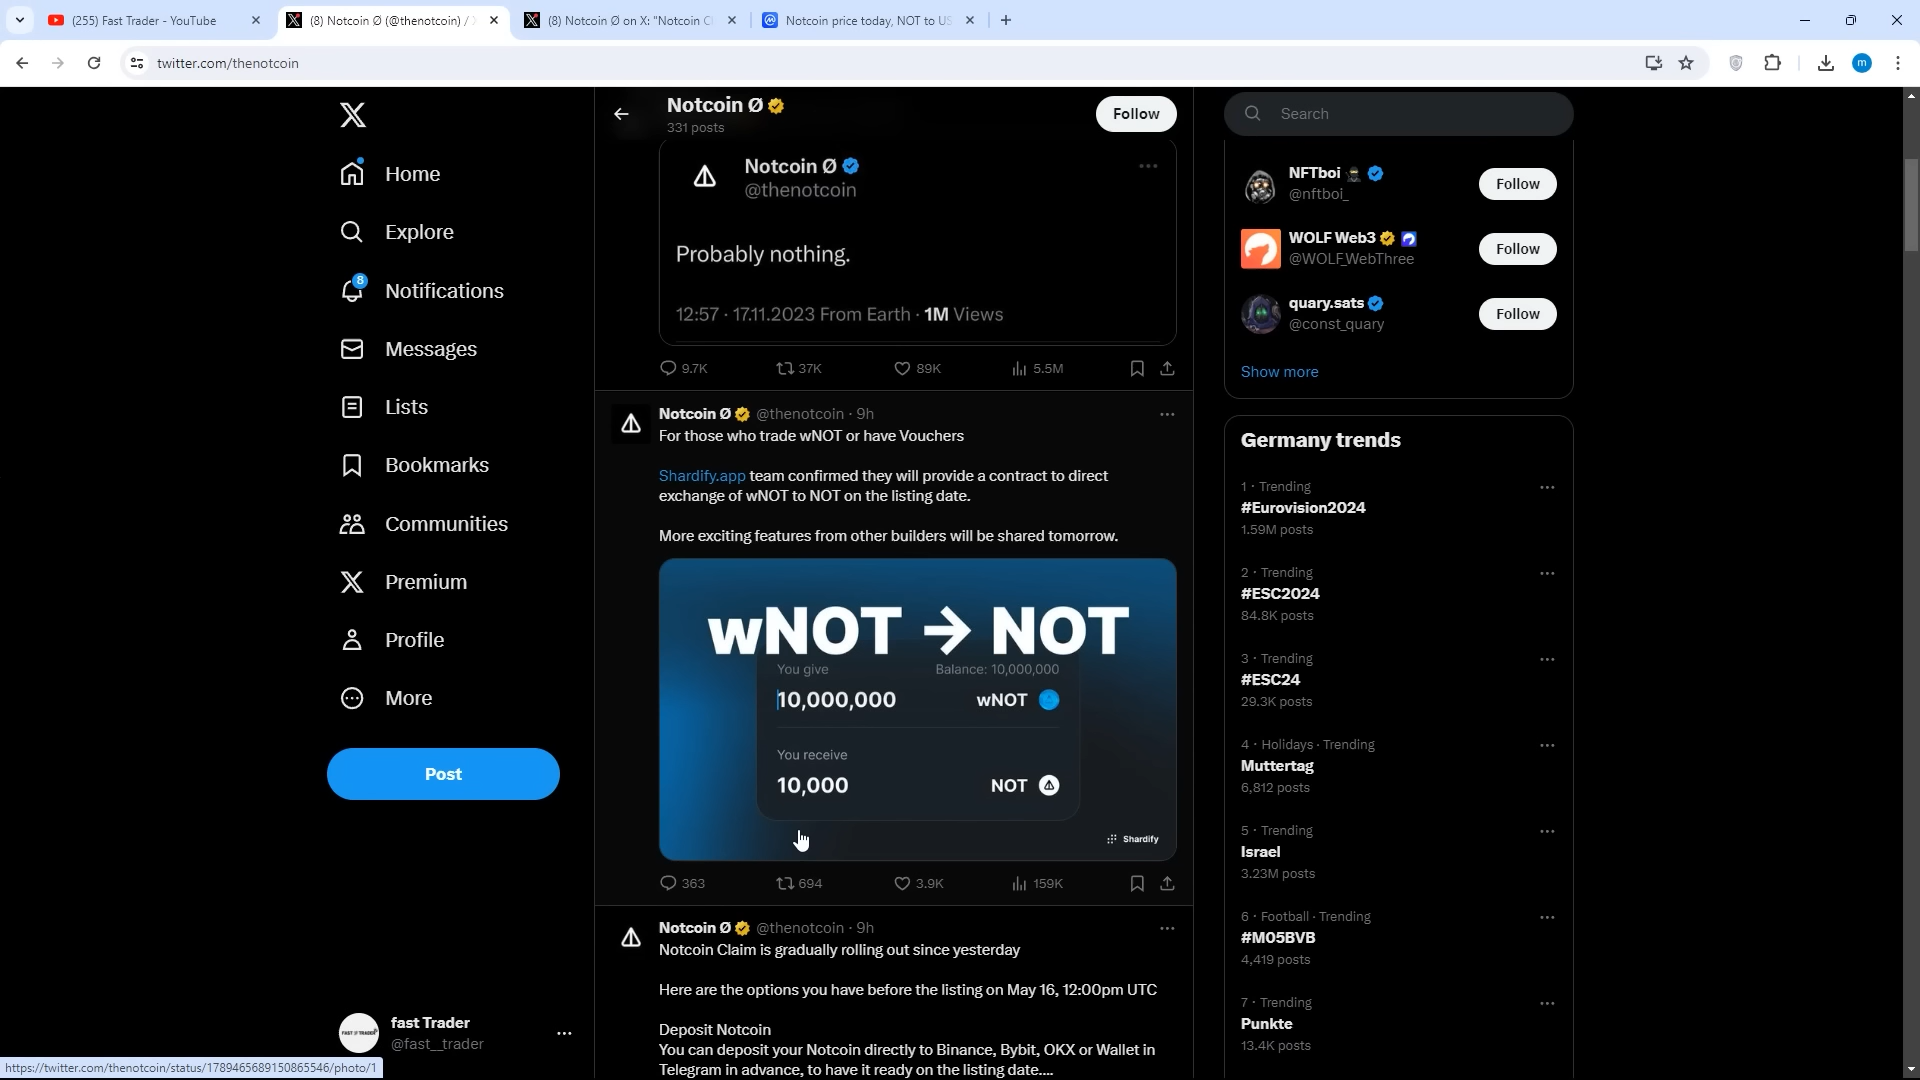 (255) Fast Trader - YouTube
(8) Notcoin Ø (@thenotcoin) /
(8) Notcoin Ø on X: "Notcoin C
Notcoin price today, NOT to US
twitter.com/thenotcoin
m
Home
Explore
8
Notifications
Messages
Lists
Bookmarks
Communities
Premium
Profile
More
Post
fast Trader
@fast__trader
https://twitter.com/thenotcoin/status/1789465689150865546/photo/1
Notcoin Ø
331 posts
Follow
Notcoin Ø
@thenotcoin
Probably nothing.
12:57 · 17.11.2023 From Earth · 1M Views
9.7K 37K 89K 5.5M
Notcoin Ø @thenotcoin · 9h
For those who trade wNOT or have Vouchers
Shardify.app team confirmed they will provide a contract to direct
exchange of wNOT to NOT on the listing date.
More exciting features from other builders will be shared tomorrow.
wNOT → NOT
You give Balance: 10,000,000
10,000,000 wNOT
You receive
10,000 NOT
Shardify
363 694 3.9K 159K
Notcoin Ø @thenotcoin · 9h
Notcoin Claim is gradually rolling out since yesterday
Here are the options you have before the listing on May 16, 12:00pm UTC
Deposit Notcoin
You can deposit your Notcoin directly to Binance, Bybit, OKX or Wallet in
Telegram in advance, to have it ready on the listing date....
Search
NFTboi
@nftboi_
Follow
WOLF Web3
@WOLF_WebThree
Follow
quary.sats
@const_quary
Follow
Show more
Germany trends
1 · Trending
#Eurovision2024
1.59M posts
2 · Trending
#ESC2024
84.8K posts
3 · Trending
#ESC24
29.3K posts
4 · Holidays · Trending
Muttertag
6,812 posts
5 · Trending
Israel
3.23M posts
6 · Football · Trending
#M05BVB
4,419 posts
7 · Trending
Punkte
13.4K posts